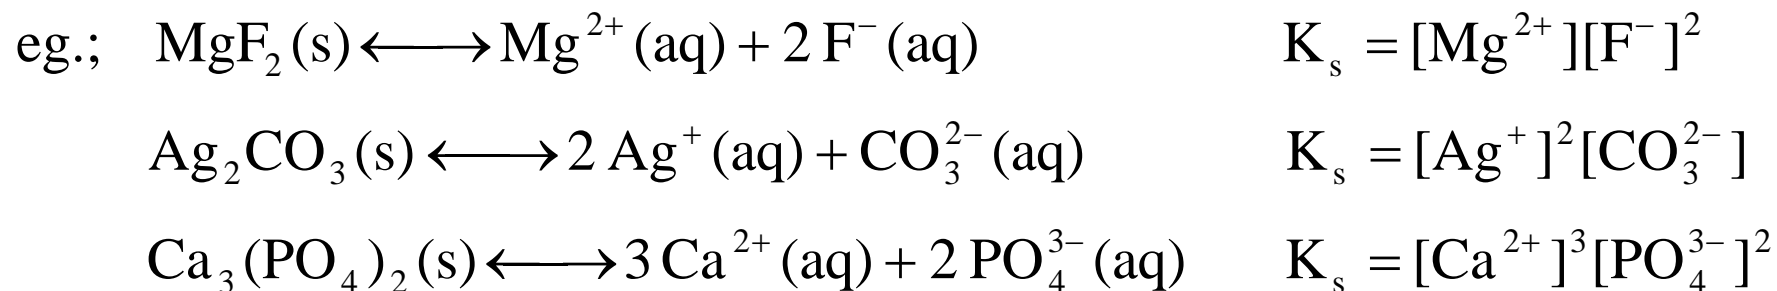 eg.; MgF₂(s)⟷Mg²⁺(aq) + 2 F⁻(aq) Kₛ = [Mg²⁺][F⁻]²
Ag₂CO₃(s)⟷2 Ag⁺(aq) + CO₃²⁻(aq) Kₛ = [Ag⁺]²[CO₃²⁻]
Ca₃(PO₄)₂(s)⟷3 Ca²⁺(aq) + 2 PO₄³⁻(aq) Kₛ = [Ca²⁺]³[PO₄³⁻]²